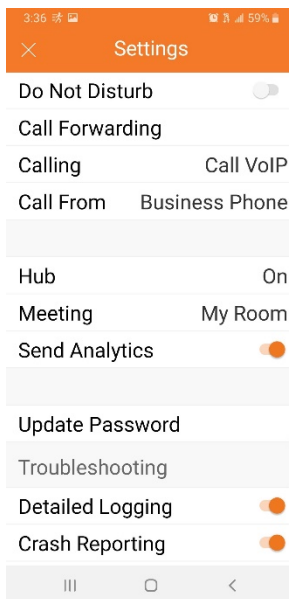 3:36 59%
Settings
Do Not Disturb
Call Forwarding
Calling Call VoIP
Call From Business Phone
Hub On
Meeting My Room
Send Analytics
Update Password
Troubleshooting
Detailed Logging
Crash Reporting